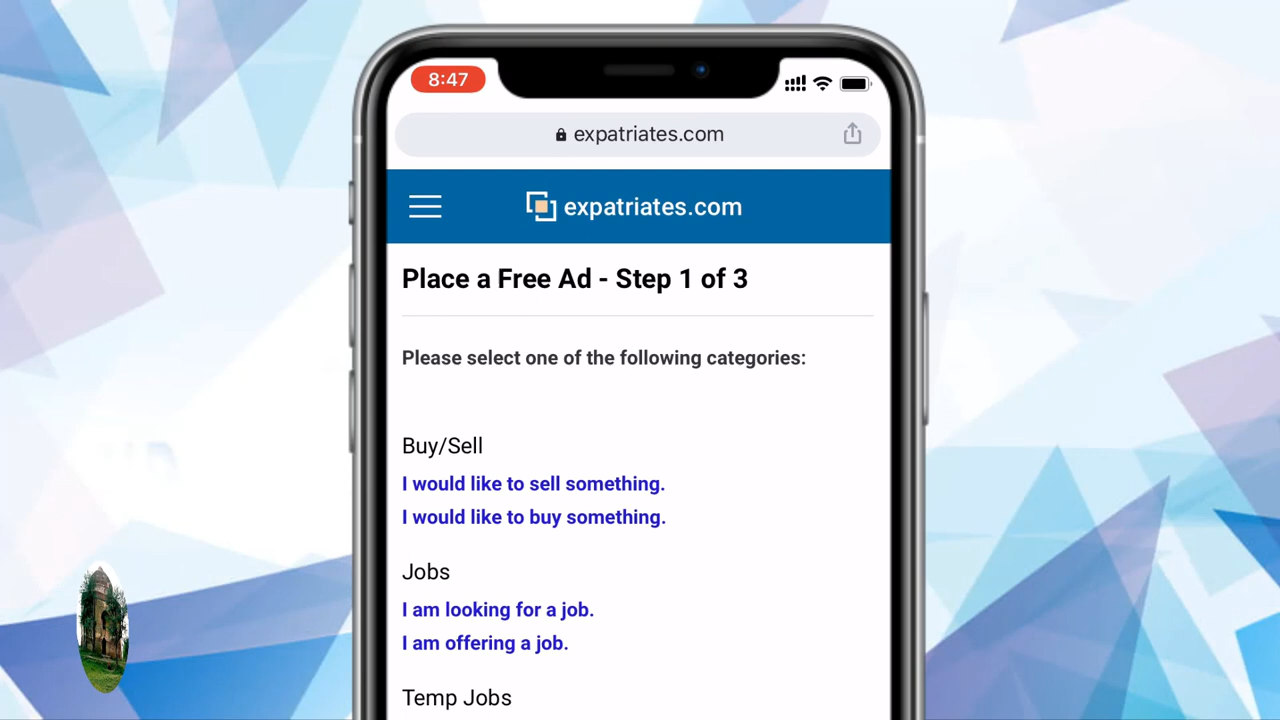 8:47
expatriates.com
expatriates.com
Place a Free Ad - Step 1 of 3
Please select one of the following categories:
Buy/Sell
I would like to sell something.
I would like to buy something.
Jobs
I am looking for a job.
I am offering a job.
Temp Jobs